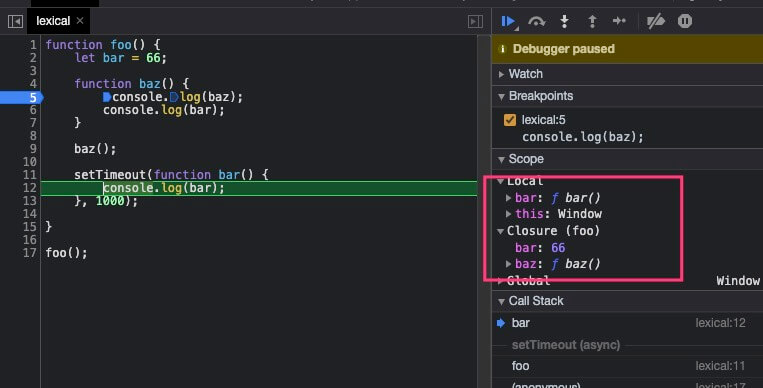 lexical ×
1 function foo() {
2 let bar = 66;
3
4 function baz() {
5 console.log(baz);
6 console.log(bar);
7 }
8
9 baz();
10
11 setTimeout(function bar() {
12 console.log(bar);
13 }, 1000);
14
15 }
16
17 foo();
Debugger paused
Watch
Breakpoints
lexical:5
console.log(baz);
Scope
Local
bar: ƒ bar()
this: Window
Closure (foo)
bar: 66
baz: ƒ baz()
Global Window
Call Stack
bar lexical:12
setTimeout (async)
foo lexical:11
(anonymous) lexical:17